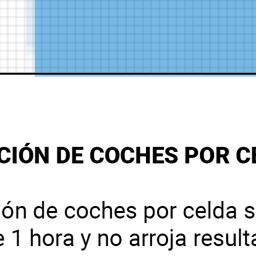 CIÓN DE COCHES POR CE
ón de coches por celda s
e 1 hora y no arroja resulta